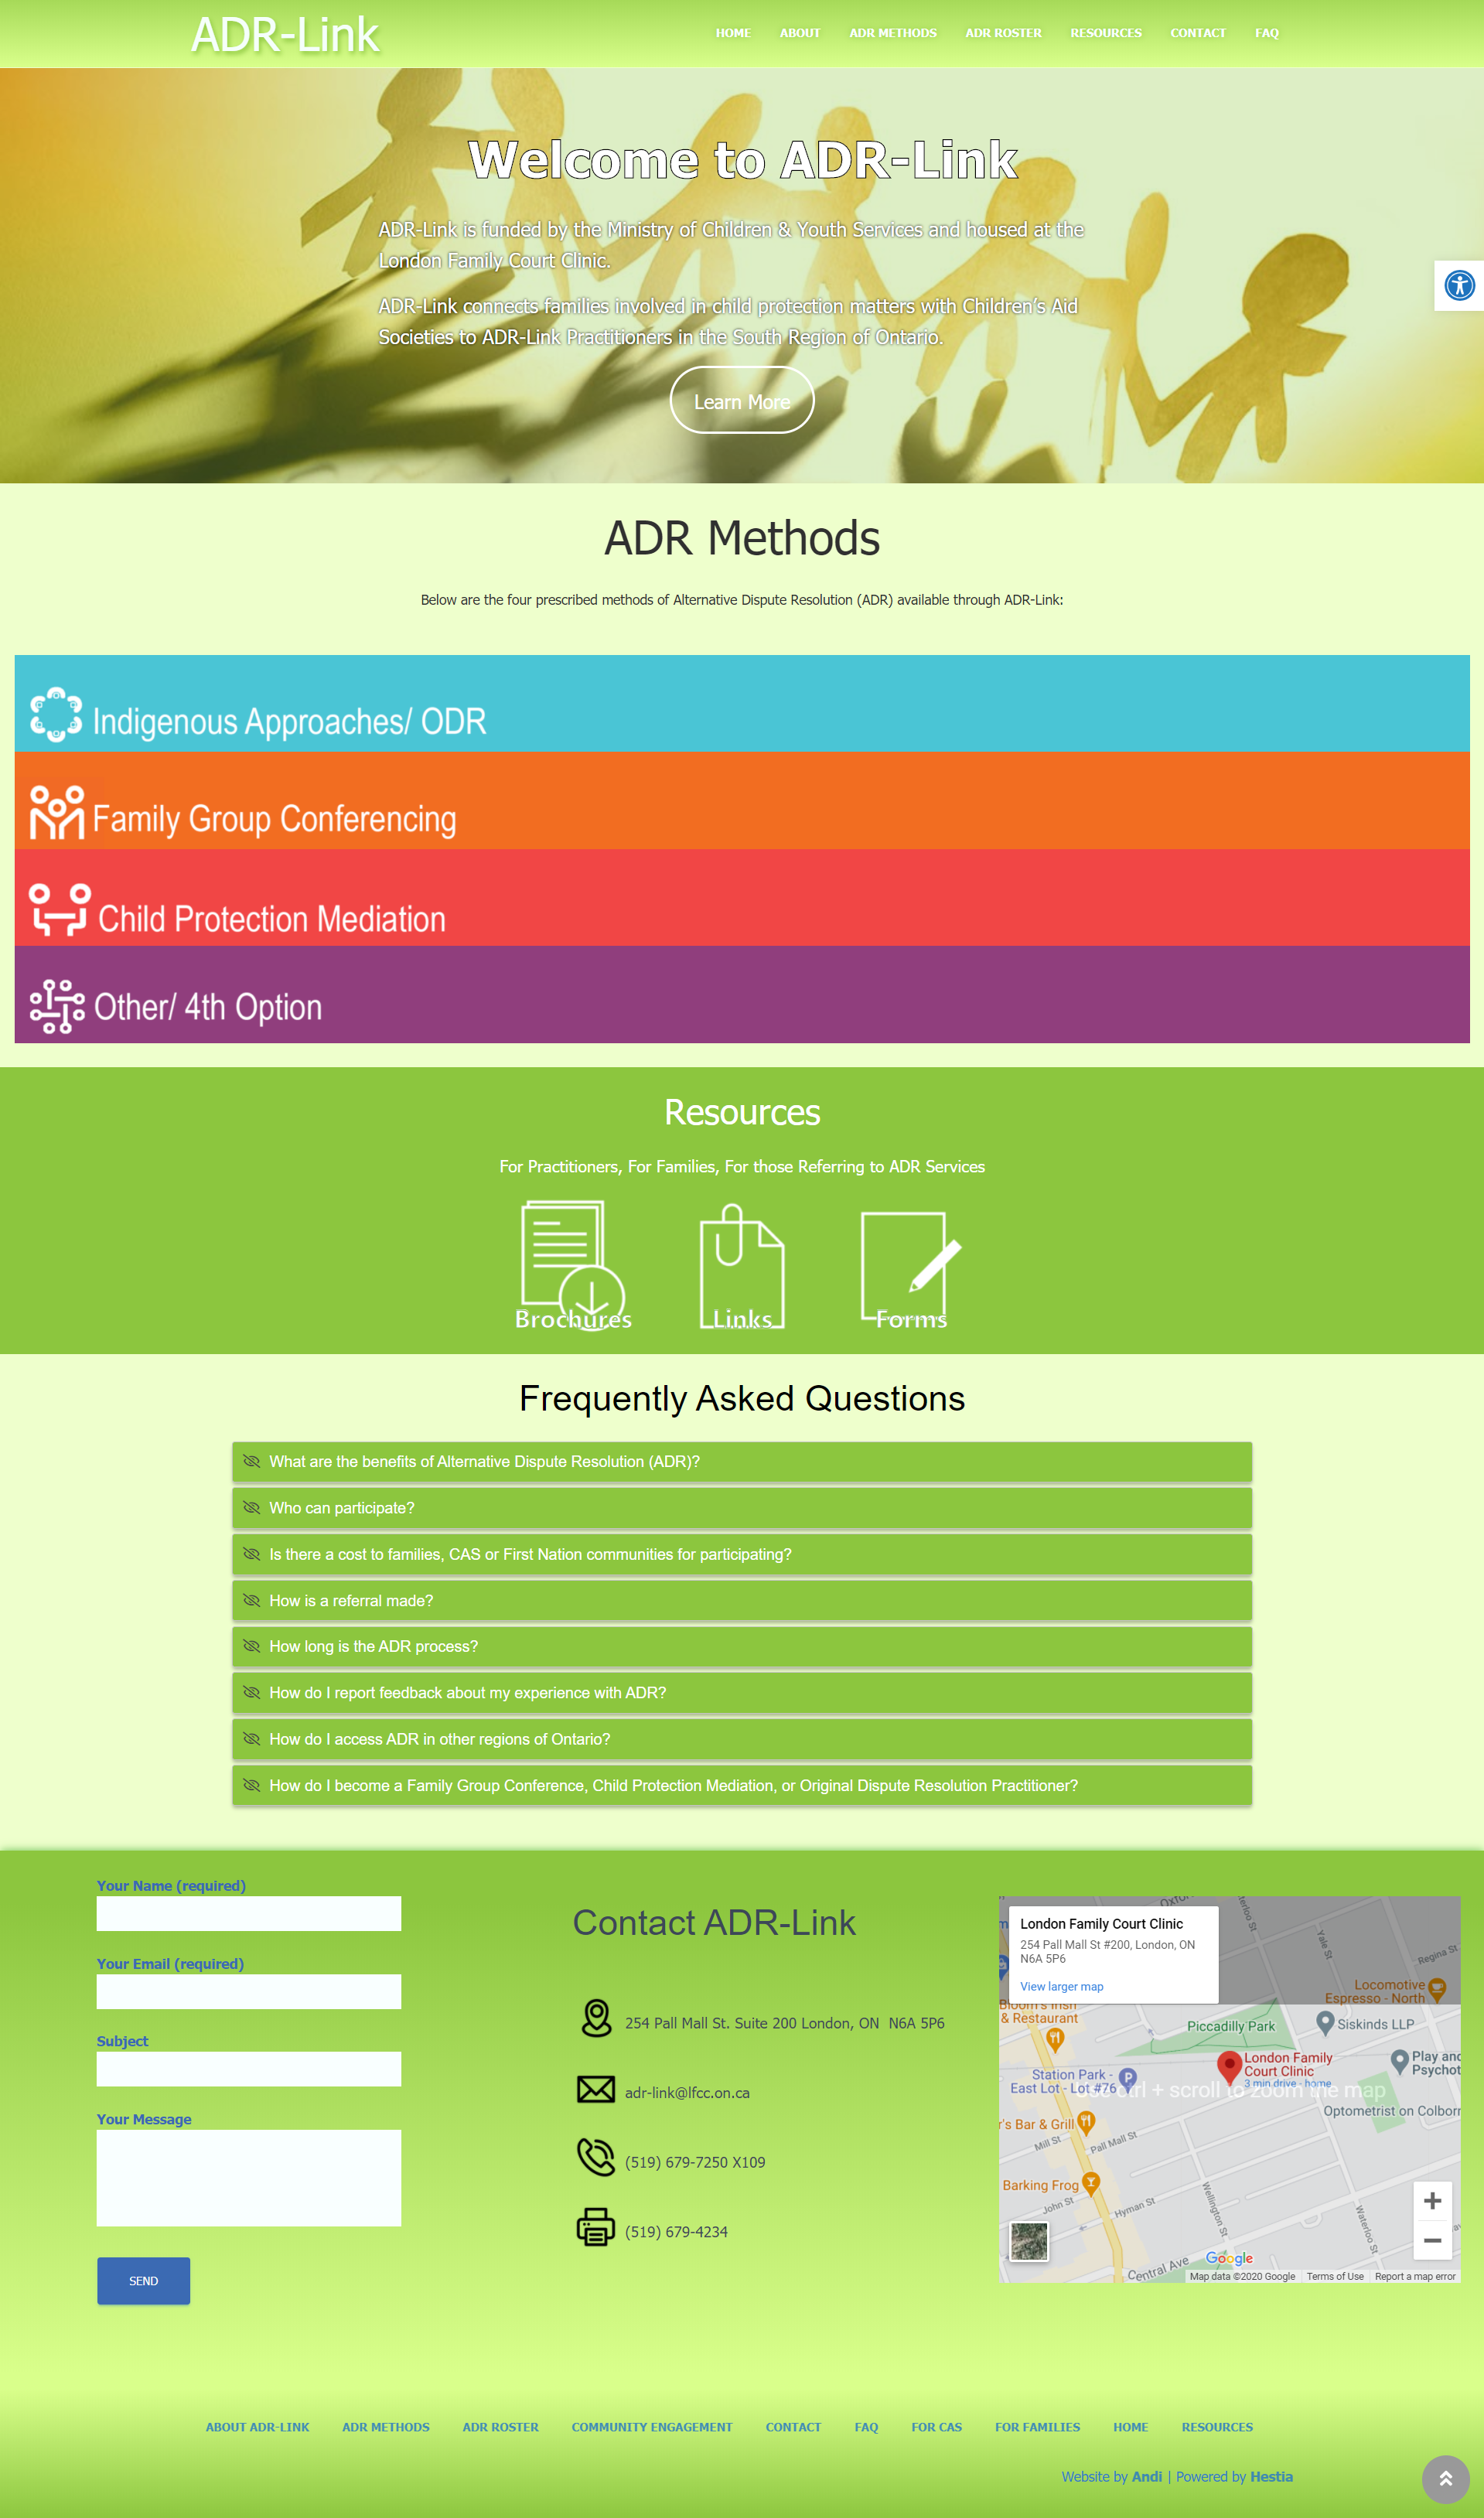 ADR-Link
HOME ABOUT ADR METHODS ADR ROSTER RESOURCES CONTACT FAQ
Welcome to ADR-Link
ADR-Link is funded by the Ministry of Children & Youth Services and housed at the
London Family Court Clinic.
ADR-Link connects families involved in child protection matters with Children's Aid
Societies to ADR-Link Practitioners in the South Region of Ontario.
Learn More
ADR Methods
Below are the four prescribed methods of Alternative Dispute Resolution (ADR) available through ADR-Link:
Indigenous Approaches/ ODR
Family Group Conferencing
Child Protection Mediation
Other/ 4th Option
Resources
For Practitioners, For Families, For those Referring to ADR Services
Brochures Links Forms
Frequently Asked Questions
What are the benefits of Alternative Dispute Resolution (ADR)?
Who can participate?
Is there a cost to families, CAS or First Nation communities for participating?
How is a referral made?
How long is the ADR process?
How do I report feedback about my experience with ADR?
How do I access ADR in other regions of Ontario?
How do I become a Family Group Conference, Child Protection Mediation, or Original Dispute Resolution Practitioner?
Your Name (required)
Your Email (required)
Subject
Your Message
SEND
Contact ADR-Link
254 Pall Mall St. Suite 200 London, ON N6A 5P6
adr-link@lfcc.on.ca
(519) 679-7250 X109
(519) 679-4234
London Family Court Clinic
254 Pall Mall St #200, London, ON
N6A 5P6
View larger map
Yale St
Regina St
Locomotive
Espresso - North
& Restaurant
Piccadilly Park
Siskinds LLP
London Family
Court Clinic
3 min drive - home
Station Park -
East Lot - Lot #76
ctrl + scroll to zoom the map
Optometrist on Colbor
's Bar & Grill
Mill St
Pall Mall St
Barking Frog
John St
Hyman St
Wellington St
Waterloo St
Central Ave
Google
Map data ©2020 Google Terms of Use Report a map error
ABOUT ADR-LINK ADR METHODS ADR ROSTER COMMUNITY ENGAGEMENT CONTACT FAQ FOR CAS FOR FAMILIES HOME RESOURCES
Website by Andi | Powered by Hestia